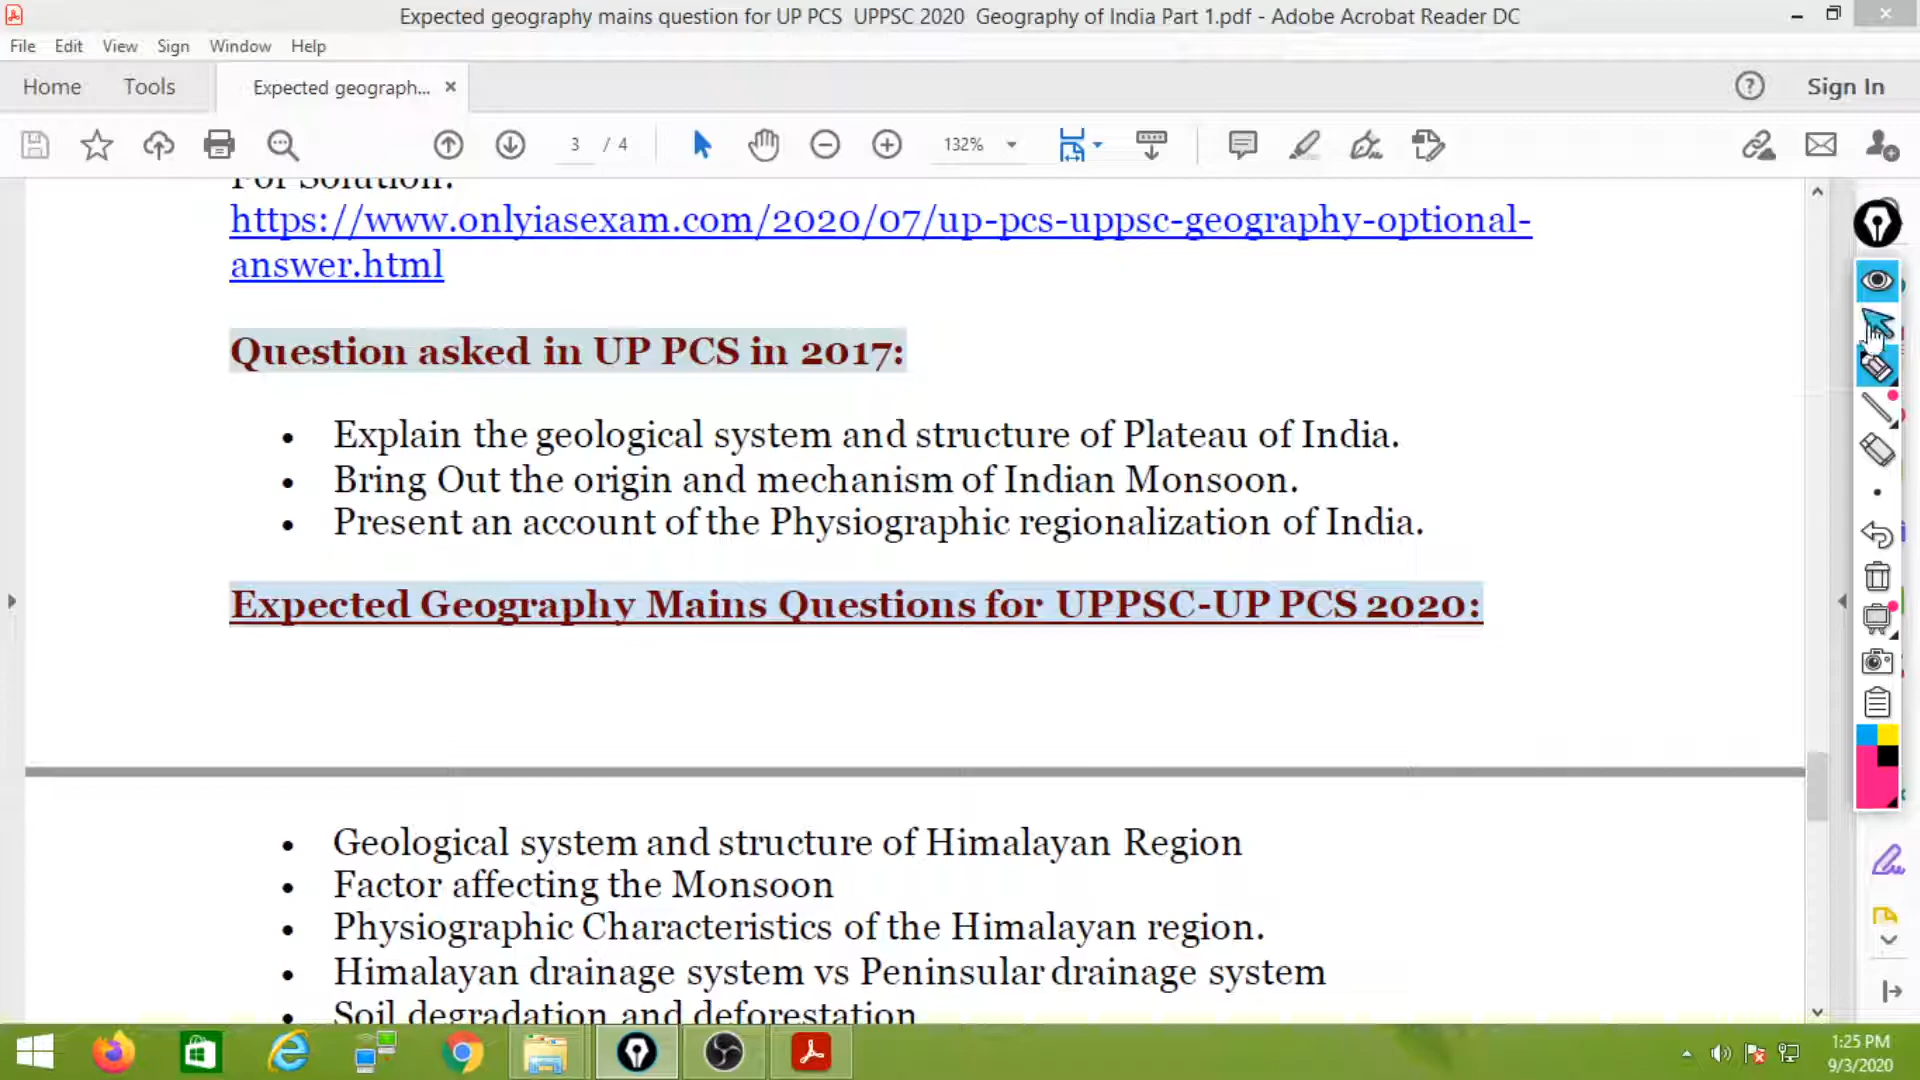 Expected geography mains question for UP PCS  UPPSC 2020  Geography of India Part 1.pdf - Adobe Acrobat Reader DC
File Edit View Sign Window Help
Home Tools Expected geograph... × ? Sign In
3 / 4 132%
For Solution:
https://www.onlyiasexam.com/2020/07/up-pcs-uppsc-geography-optional-
answer.html
Question asked in UP PCS in 2017:
• Explain the geological system and structure of Plateau of India.
• Bring Out the origin and mechanism of Indian Monsoon.
• Present an account of the Physiographic regionalization of India.
Expected Geography Mains Questions for UPPSC-UP PCS 2020:
• Geological system and structure of Himalayan Region
• Factor affecting the Monsoon
• Physiographic Characteristics of the Himalayan region.
• Himalayan drainage system vs Peninsular drainage system
• Soil degradation and deforestation
1:25 PM
9/3/2020